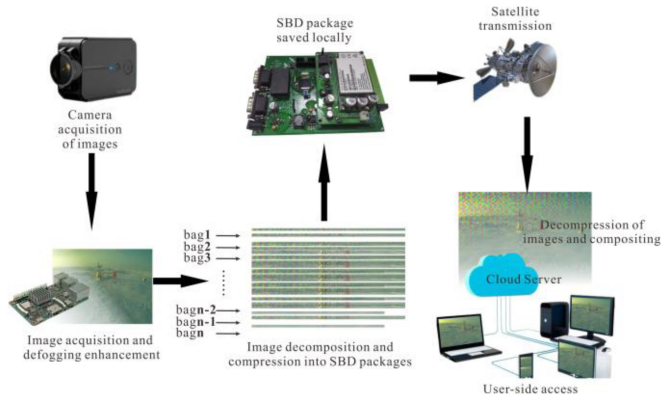 Camera
acquisition
of images
Image acquisition and
defogging enhancement
bag1
bag2
bag3
bagn-2
bagn-1
bagn
Image decomposition and
compression into SBD packages
SBD package
saved locally
Satellite
transmission
Decompression of
images and compositing
Cloud Server
User-side access